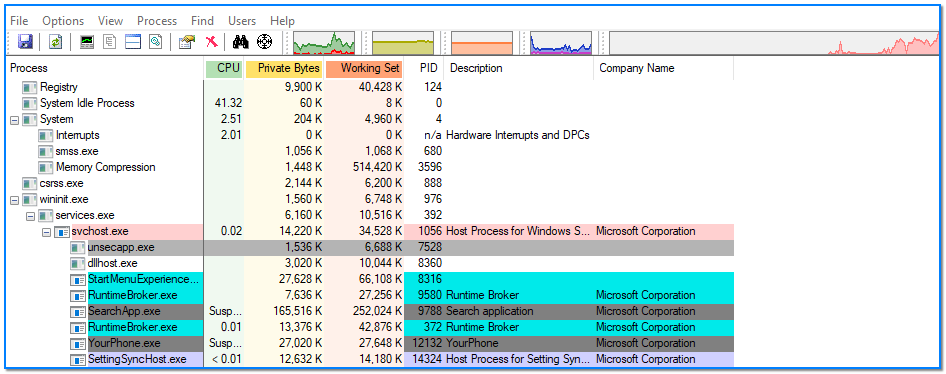 File Options View Process Find Users Help
Process CPU Private Bytes Working Set PID Description Company Name
Registry 9,900 K 40,428 K 124
System Idle Process 41.32 60 K 8 K 0
System 2.51 204 K 4,960 K 4
Interrupts 2.01 0 K 0 K n/a Hardware Interrupts and DPCs
smss.exe 1,056 K 1,068 K 680
Memory Compression 1,448 K 514,420 K 3596
csrss.exe 2,144 K 6,200 K 888
wininit.exe 1,560 K 6,748 K 976
services.exe 6,160 K 10,516 K 392
svchost.exe 0.02 14,220 K 34,528 K 1056 Host Process for Windows S... Microsoft Corporation
unsecapp.exe 1,536 K 6,688 K 7528
dllhost.exe 3,020 K 10,044 K 8360
StartMenuExperience... 27,628 K 66,108 K 8316
RuntimeBroker.exe 7,636 K 27,256 K 9580 Runtime Broker Microsoft Corporation
SearchApp.exe Susp... 165,516 K 252,024 K 9788 Search application Microsoft Corporation
RuntimeBroker.exe 0.01 13,376 K 42,876 K 372 Runtime Broker Microsoft Corporation
YourPhone.exe Susp... 27,020 K 27,648 K 12132 YourPhone Microsoft Corporation
SettingSyncHost.exe < 0.01 12,632 K 14,180 K 14324 Host Process for Setting Syn... Microsoft Corporation